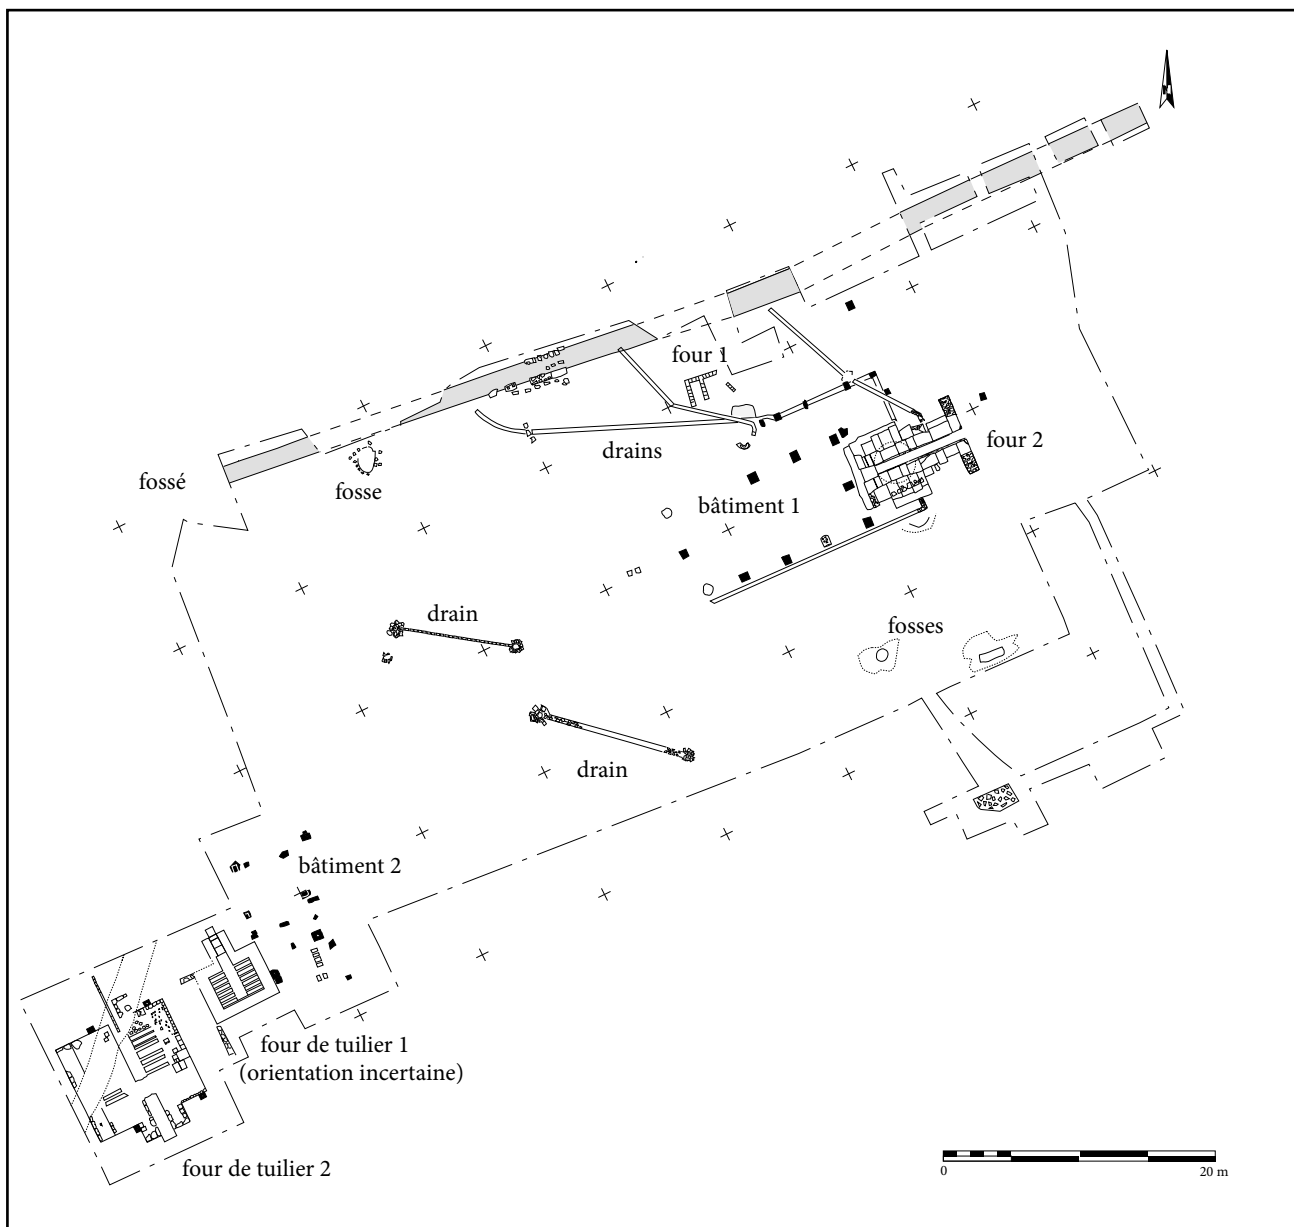 four 1
four 2
drains
fossé
fosse
bâtiment 1
drain
fosses
drain
bâtiment 2
four de tuilier 1
(orientation incertaine)
four de tuilier 2
0
20 m